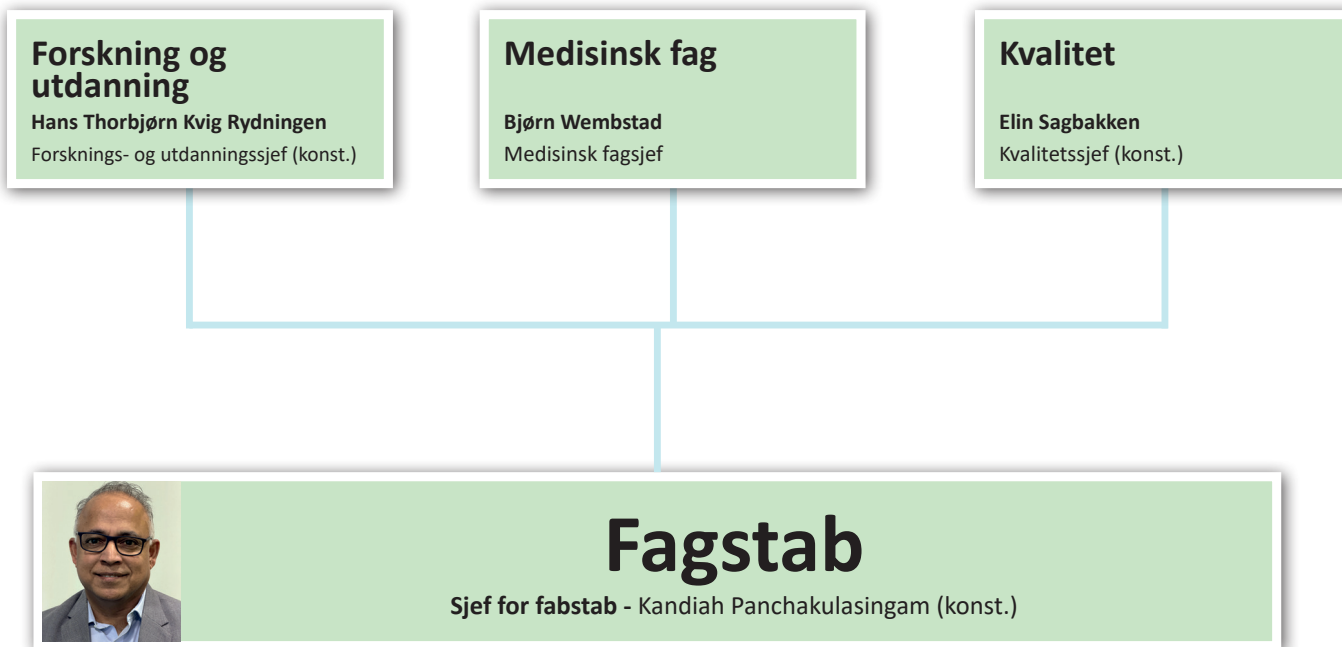 Forskning og
utdanning
Hans Thorbjørn Kvig Rydningen
Forsknings- og utdanningssjef (konst.)
Medisinsk fag
Bjørn Wembstad
Medisinsk fagsjef
Kvalitet
Elin Sagbakken
Kvalitetssjef (konst.)
Fagstab
Sjef for fabstab - Kandiah Panchakulasingam (konst.)